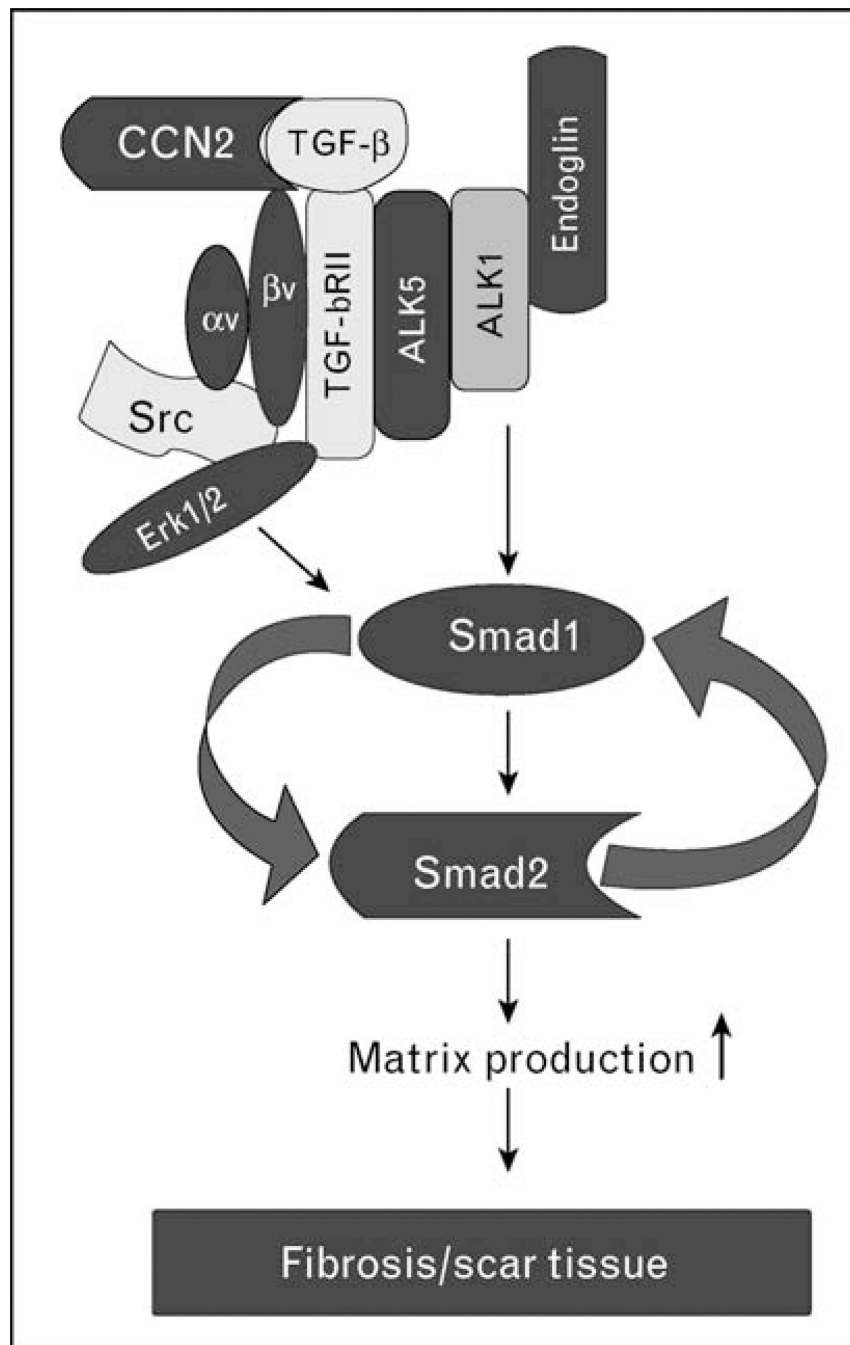 CCN2
TGF-β
Endoglin
αv
βv
TGF-bRII
ALK5
ALK1
Src
Erk1/2
Smad1
Smad2
Matrix production ↑
Fibrosis/scar tissue